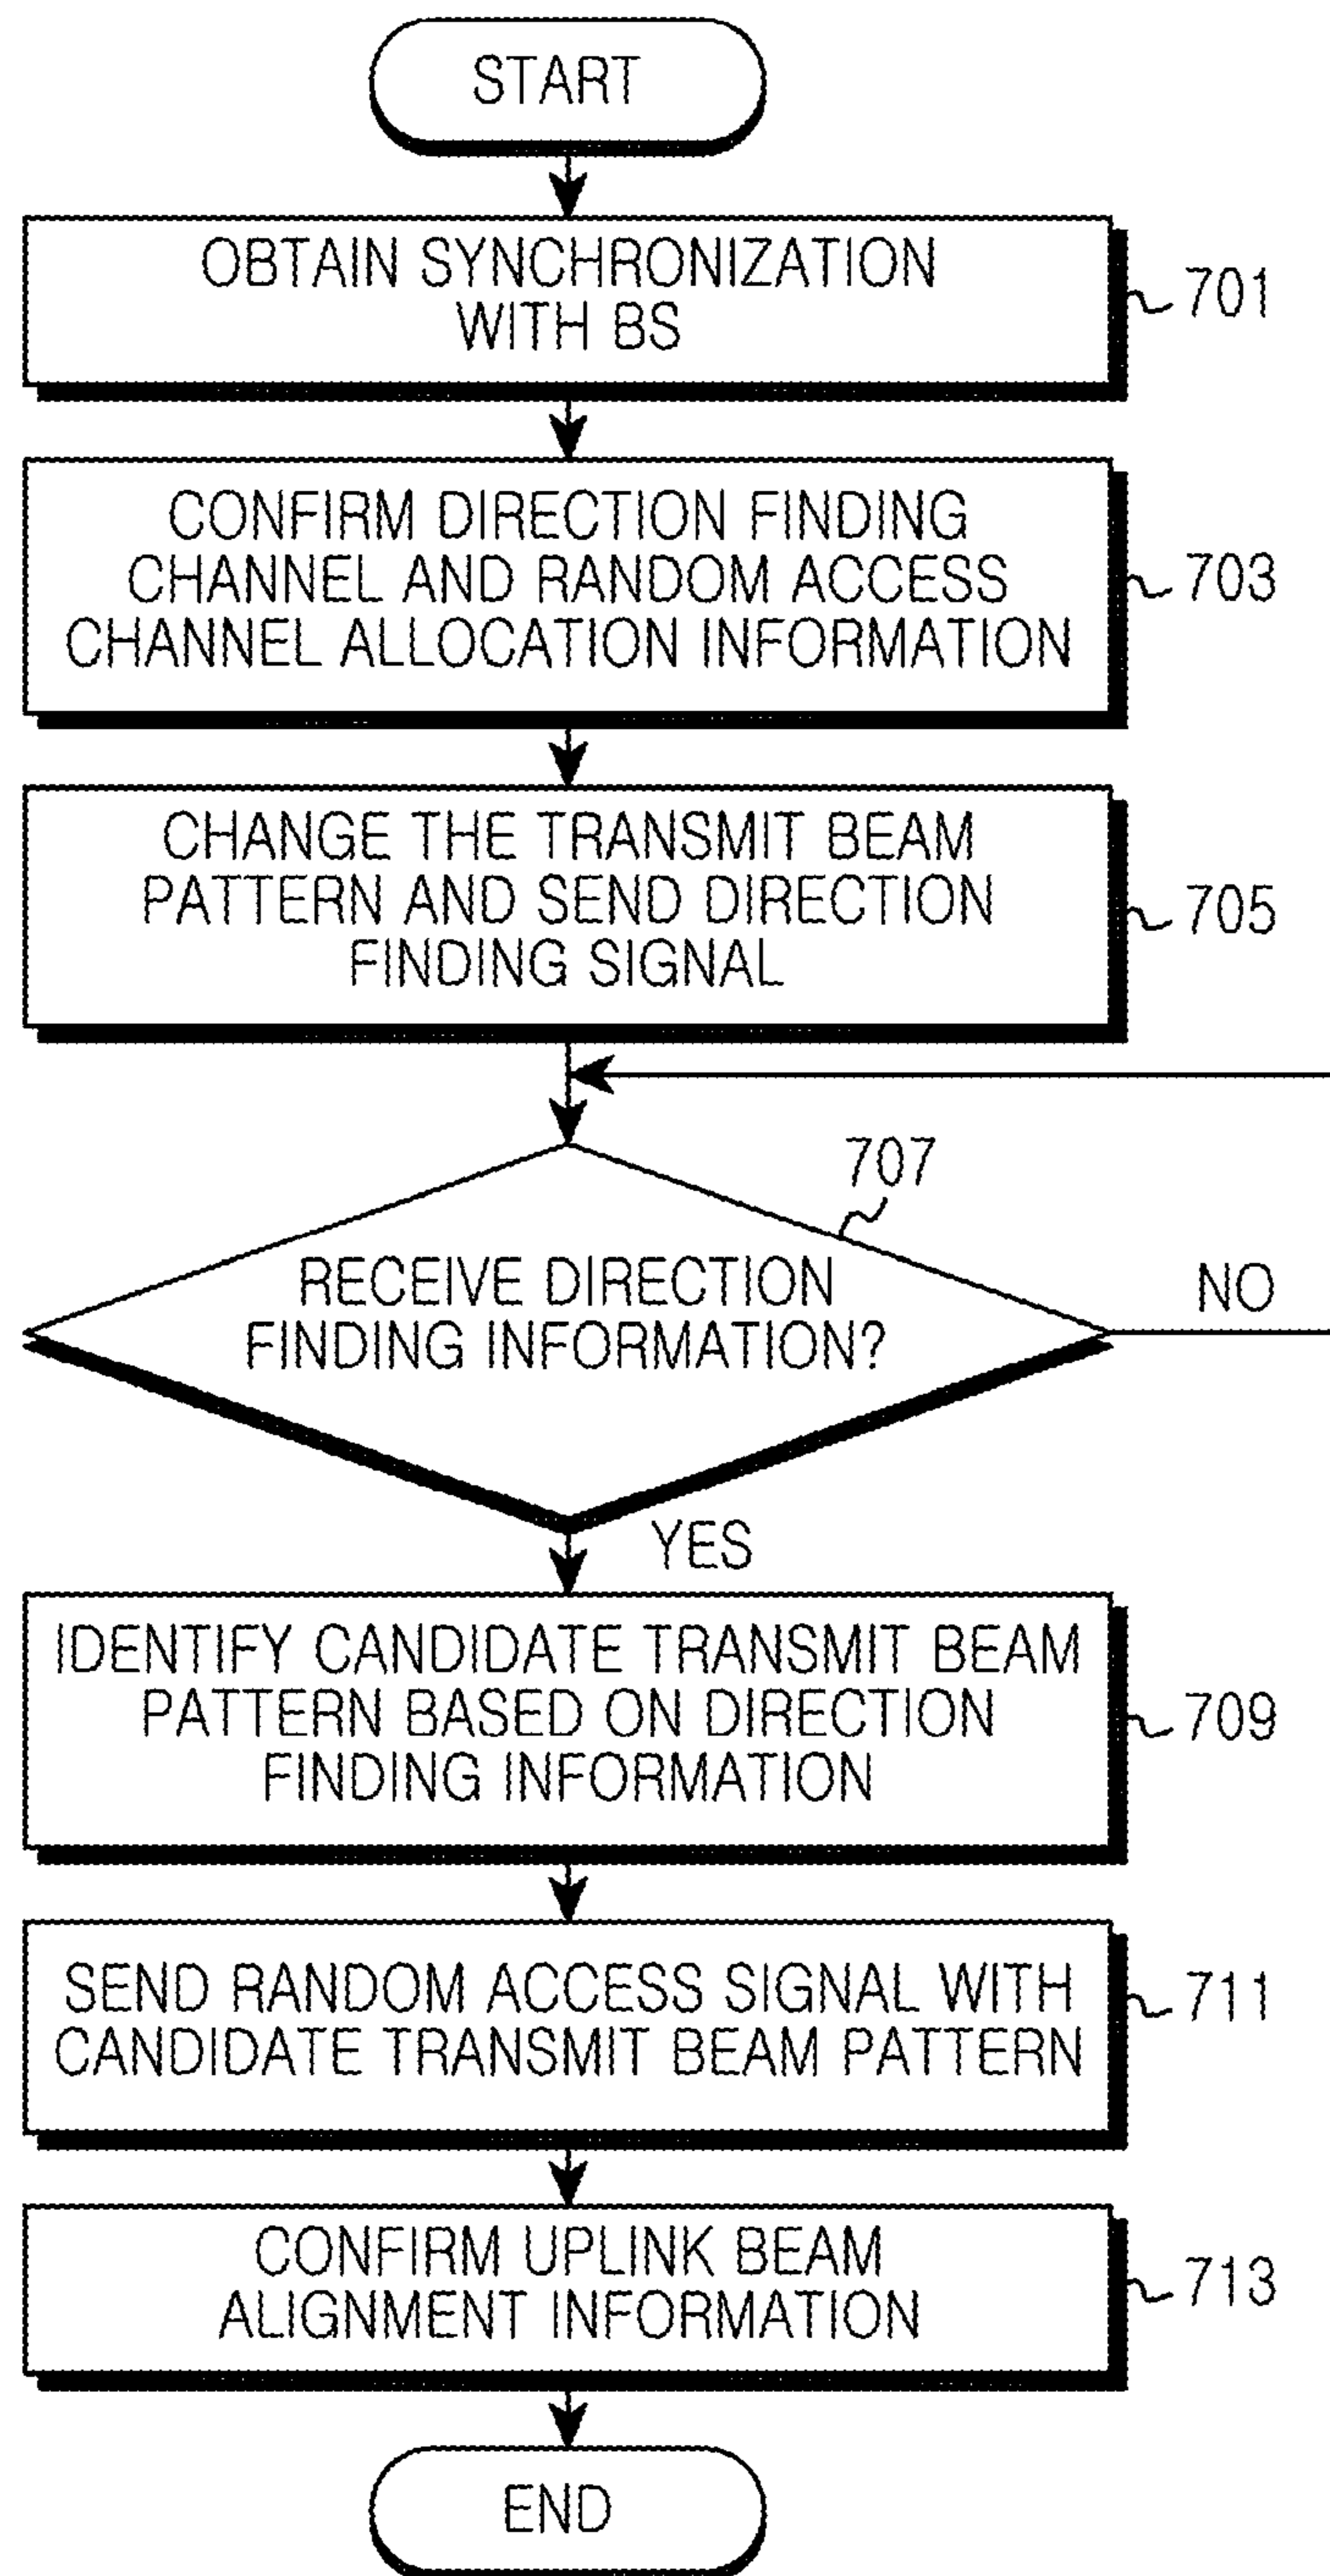 START
OBTAIN SYNCHRONIZATION
WITH BS
701
CONFIRM DIRECTION FINDING
CHANNEL AND RANDOM ACCESS
CHANNEL ALLOCATION INFORMATION
703
CHANGE THE TRANSMIT BEAM
PATTERN AND SEND DIRECTION
FINDING SIGNAL
705
707
RECEIVE DIRECTION
FINDING INFORMATION?
NO
YES
IDENTIFY CANDIDATE TRANSMIT BEAM
PATTERN BASED ON DIRECTION
FINDING INFORMATION
709
SEND RANDOM ACCESS SIGNAL WITH
CANDIDATE TRANSMIT BEAM PATTERN
711
CONFIRM UPLINK BEAM
ALIGNMENT INFORMATION
713
END